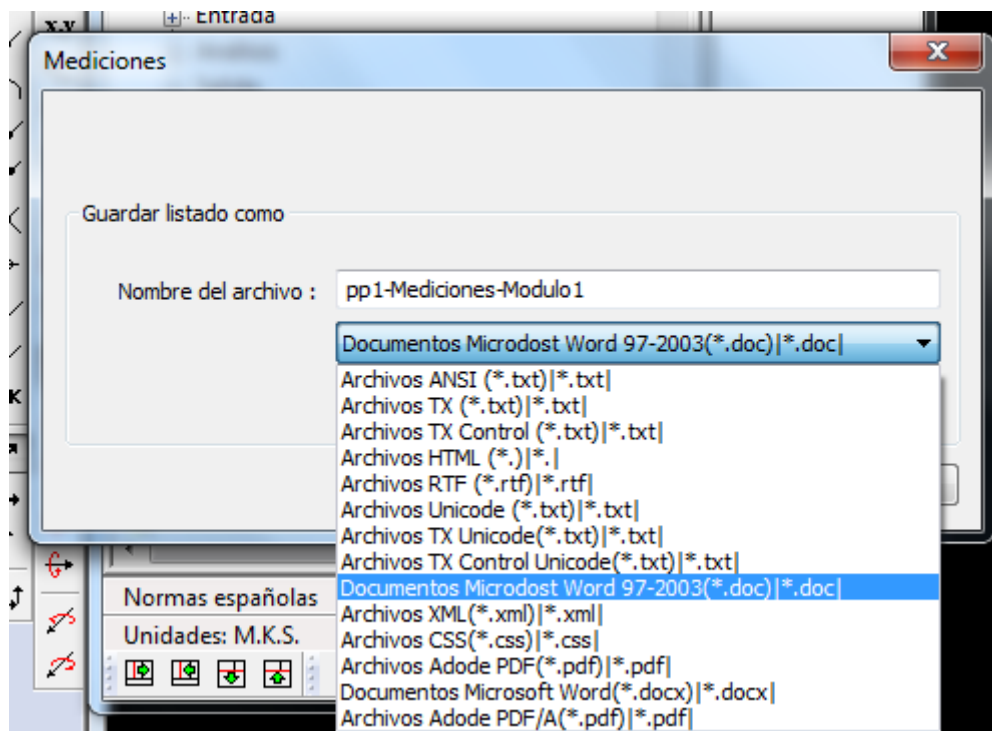 x,y
Entrada
Mediciones
Guardar listado como
Nombre del archivo :
pp1-Mediciones-Modulo1
Documentos Microdost Word 97-2003(*.doc)|*.doc|
Archivos ANSI (*.txt)|*.txt|
Archivos TX (*.txt)|*.txt|
Archivos TX Control (*.txt)|*.txt|
Archivos HTML (*.)|*.|
Archivos RTF (*.rtf)|*.rtf|
Archivos Unicode (*.txt)|*.txt|
Archivos TX Unicode(*.txt)|*.txt|
Archivos TX Control Unicode(*.txt)|*.txt|
Documentos Microdost Word 97-2003(*.doc)|*.doc|
Archivos XML(*.xml)|*.xml|
Archivos CSS(*.css)|*.css|
Archivos Adode PDF(*.pdf)|*.pdf|
Documentos Microsoft Word(*.docx)|*.docx|
Archivos Adode PDF/A(*.pdf)|*.pdf|
K
Normas españolas
Unidades: M.K.S.